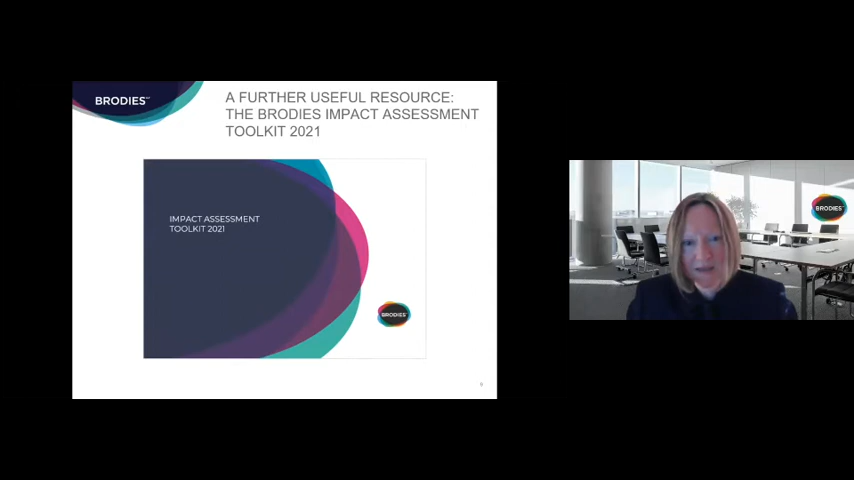 BRODIES
A FURTHER USEFUL RESOURCE:
THE BRODIES IMPACT ASSESSMENT
TOOLKIT 2021
IMPACT ASSESSMENT
TOOLKIT 2021
BRODIES
BRODIES